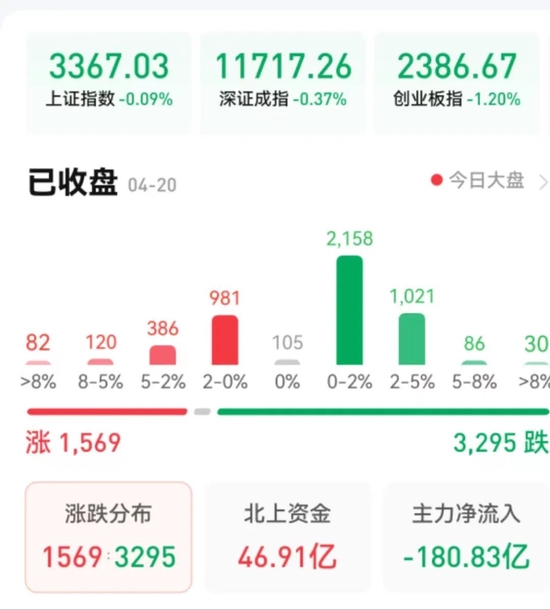 3367.03 11717.26 2386.67
上证指数 -0.09% 深证成指 -0.37% 创业板指 -1.20%
已收盘 04-20 今日大盘
2,158
981 1,021
386
82 120 105 86 30
>8% 8-5% 5-2% 2-0% 0% 0-2% 2-5% 5-8% >8%
涨 1,569 3,295 跌
涨跌分布 北上资金 主力净流入
1569:3295 46.91亿 -180.83亿